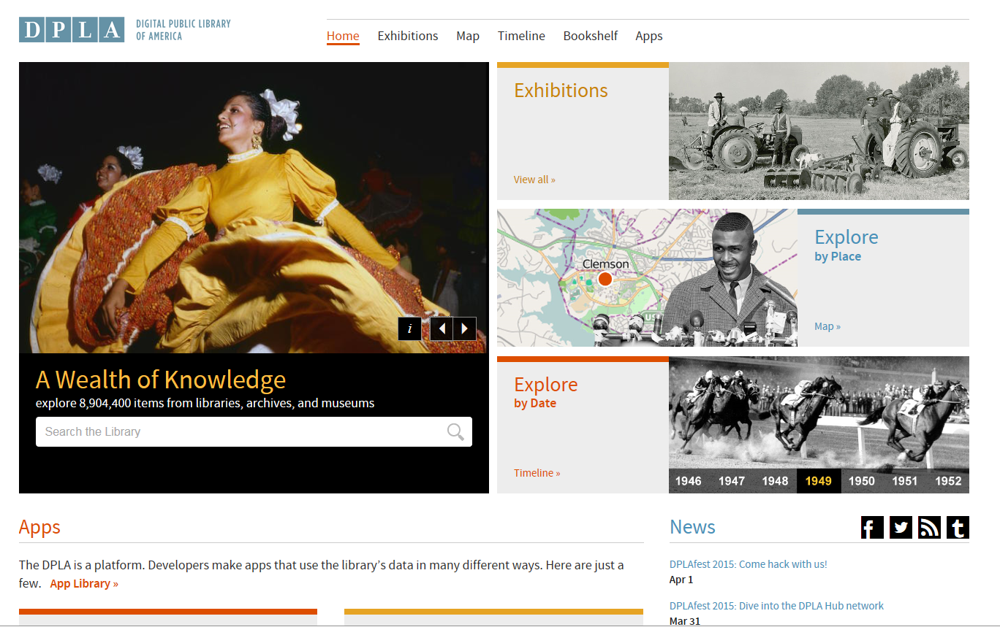 DPLA
DIGITAL PUBLIC LIBRARY
OF AMERICA
Home Exhibitions Map Timeline Bookshelf Apps
i
A Wealth of Knowledge
explore 8,904,400 items from libraries, archives, and museums
Search the Library
Exhibitions
View all »
Clemson
US
Explore
by Place
Map »
Explore
by Date
Timeline »
1946 1947 1948 1949 1950 1951 1952
Apps
The DPLA is a platform. Developers make apps that use the library’s data in many different ways. Here are just a
few. App Library »
News
f t
DPLAfest 2015: Come hack with us!
Apr 1
DPLAfest 2015: Dive into the DPLA Hub network
Mar 31